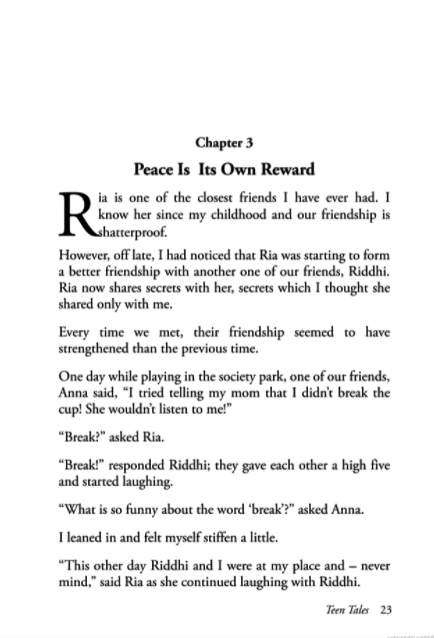 Chapter 3
Peace Is Its Own Reward
Ria is one of the closest friends I have ever had. I
know her since my childhood and our friendship is
shatterproof.
However, off late, I had noticed that Ria was starting to form
a better friendship with another one of our friends, Riddhi.
Ria now shares secrets with her, secrets which I thought she
shared only with me.
Every time we met, their friendship seemed to have
strengthened than the previous time.
One day while playing in the society park, one of our friends,
Anna said, “I tried telling my mom that I didn’t break the
cup! She wouldn’t listen to me!”
“Break?” asked Ria.
“Break!” responded Riddhi; they gave each other a high five
and started laughing.
“What is so funny about the word ‘break’?” asked Anna.
I leaned in and felt myself stiffen a little.
“This other day Riddhi and I were at my place and – never
mind,” said Ria as she continued laughing with Riddhi.
Teen Tales 23